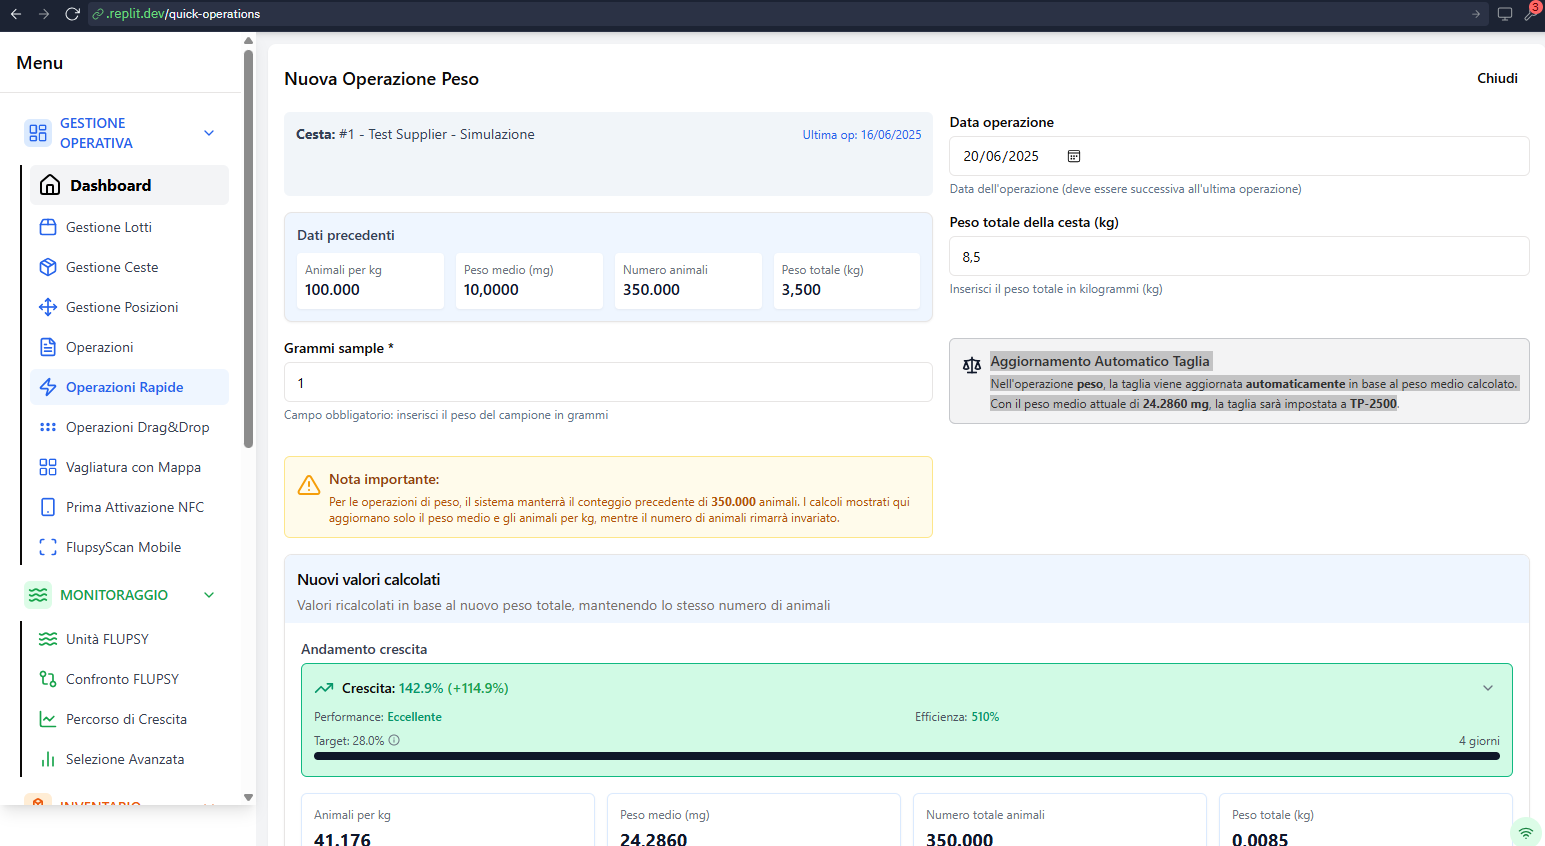 .replit.dev/quick-operations
3
Menu
GESTIONE
OPERATIVA
Dashboard
Gestione Lotti
Gestione Ceste
Gestione Posizioni
Operazioni
Operazioni Rapide
Operazioni Drag&Drop
Vagliatura con Mappa
Prima Attivazione NFC
FlupsyScan Mobile
MONITORAGGIO
Unità FLUPSY
Confronto FLUPSY
Percorso di Crescita
Selezione Avanzata
INVENTARIO
Nuova Operazione Peso
Chiudi
Cesta: #1 - Test Supplier - Simulazione
Ultima op: 16/06/2025
Data operazione
20/06/2025
Data dell'operazione (deve essere successiva all'ultima operazione)
Dati precedenti
Animali per kg
100.000
Peso medio (mg)
10,0000
Numero animali
350.000
Peso totale (kg)
3,500
Peso totale della cesta (kg)
8,5
Inserisci il peso totale in kilogrammi (kg)
Grammi sample *
1
Campo obbligatorio: inserisci il peso del campione in grammi
Aggiornamento Automatico Taglia
Nell'operazione peso, la taglia viene aggiornata automaticamente in base al peso medio calcolato.
Con il peso medio attuale di 24.2860 mg, la taglia sarà impostata a TP-2500.
Nota importante:
Per le operazioni di peso, il sistema manterrà il conteggio precedente di 350.000 animali. I calcoli mostrati qui
aggiornano solo il peso medio e gli animali per kg, mentre il numero di animali rimarrà invariato.
Nuovi valori calcolati
Valori ricalcolati in base al nuovo peso totale, mantenendo lo stesso numero di animali
Andamento crescita
Crescita: 142.9% (+114.9%)
Performance: Eccellente
Efficienza: 510%
Target: 28.0%
4 giorni
Animali per kg
41.176
Peso medio (mg)
24.2860
Numero totale animali
350.000
Peso totale (kg)
0.0085